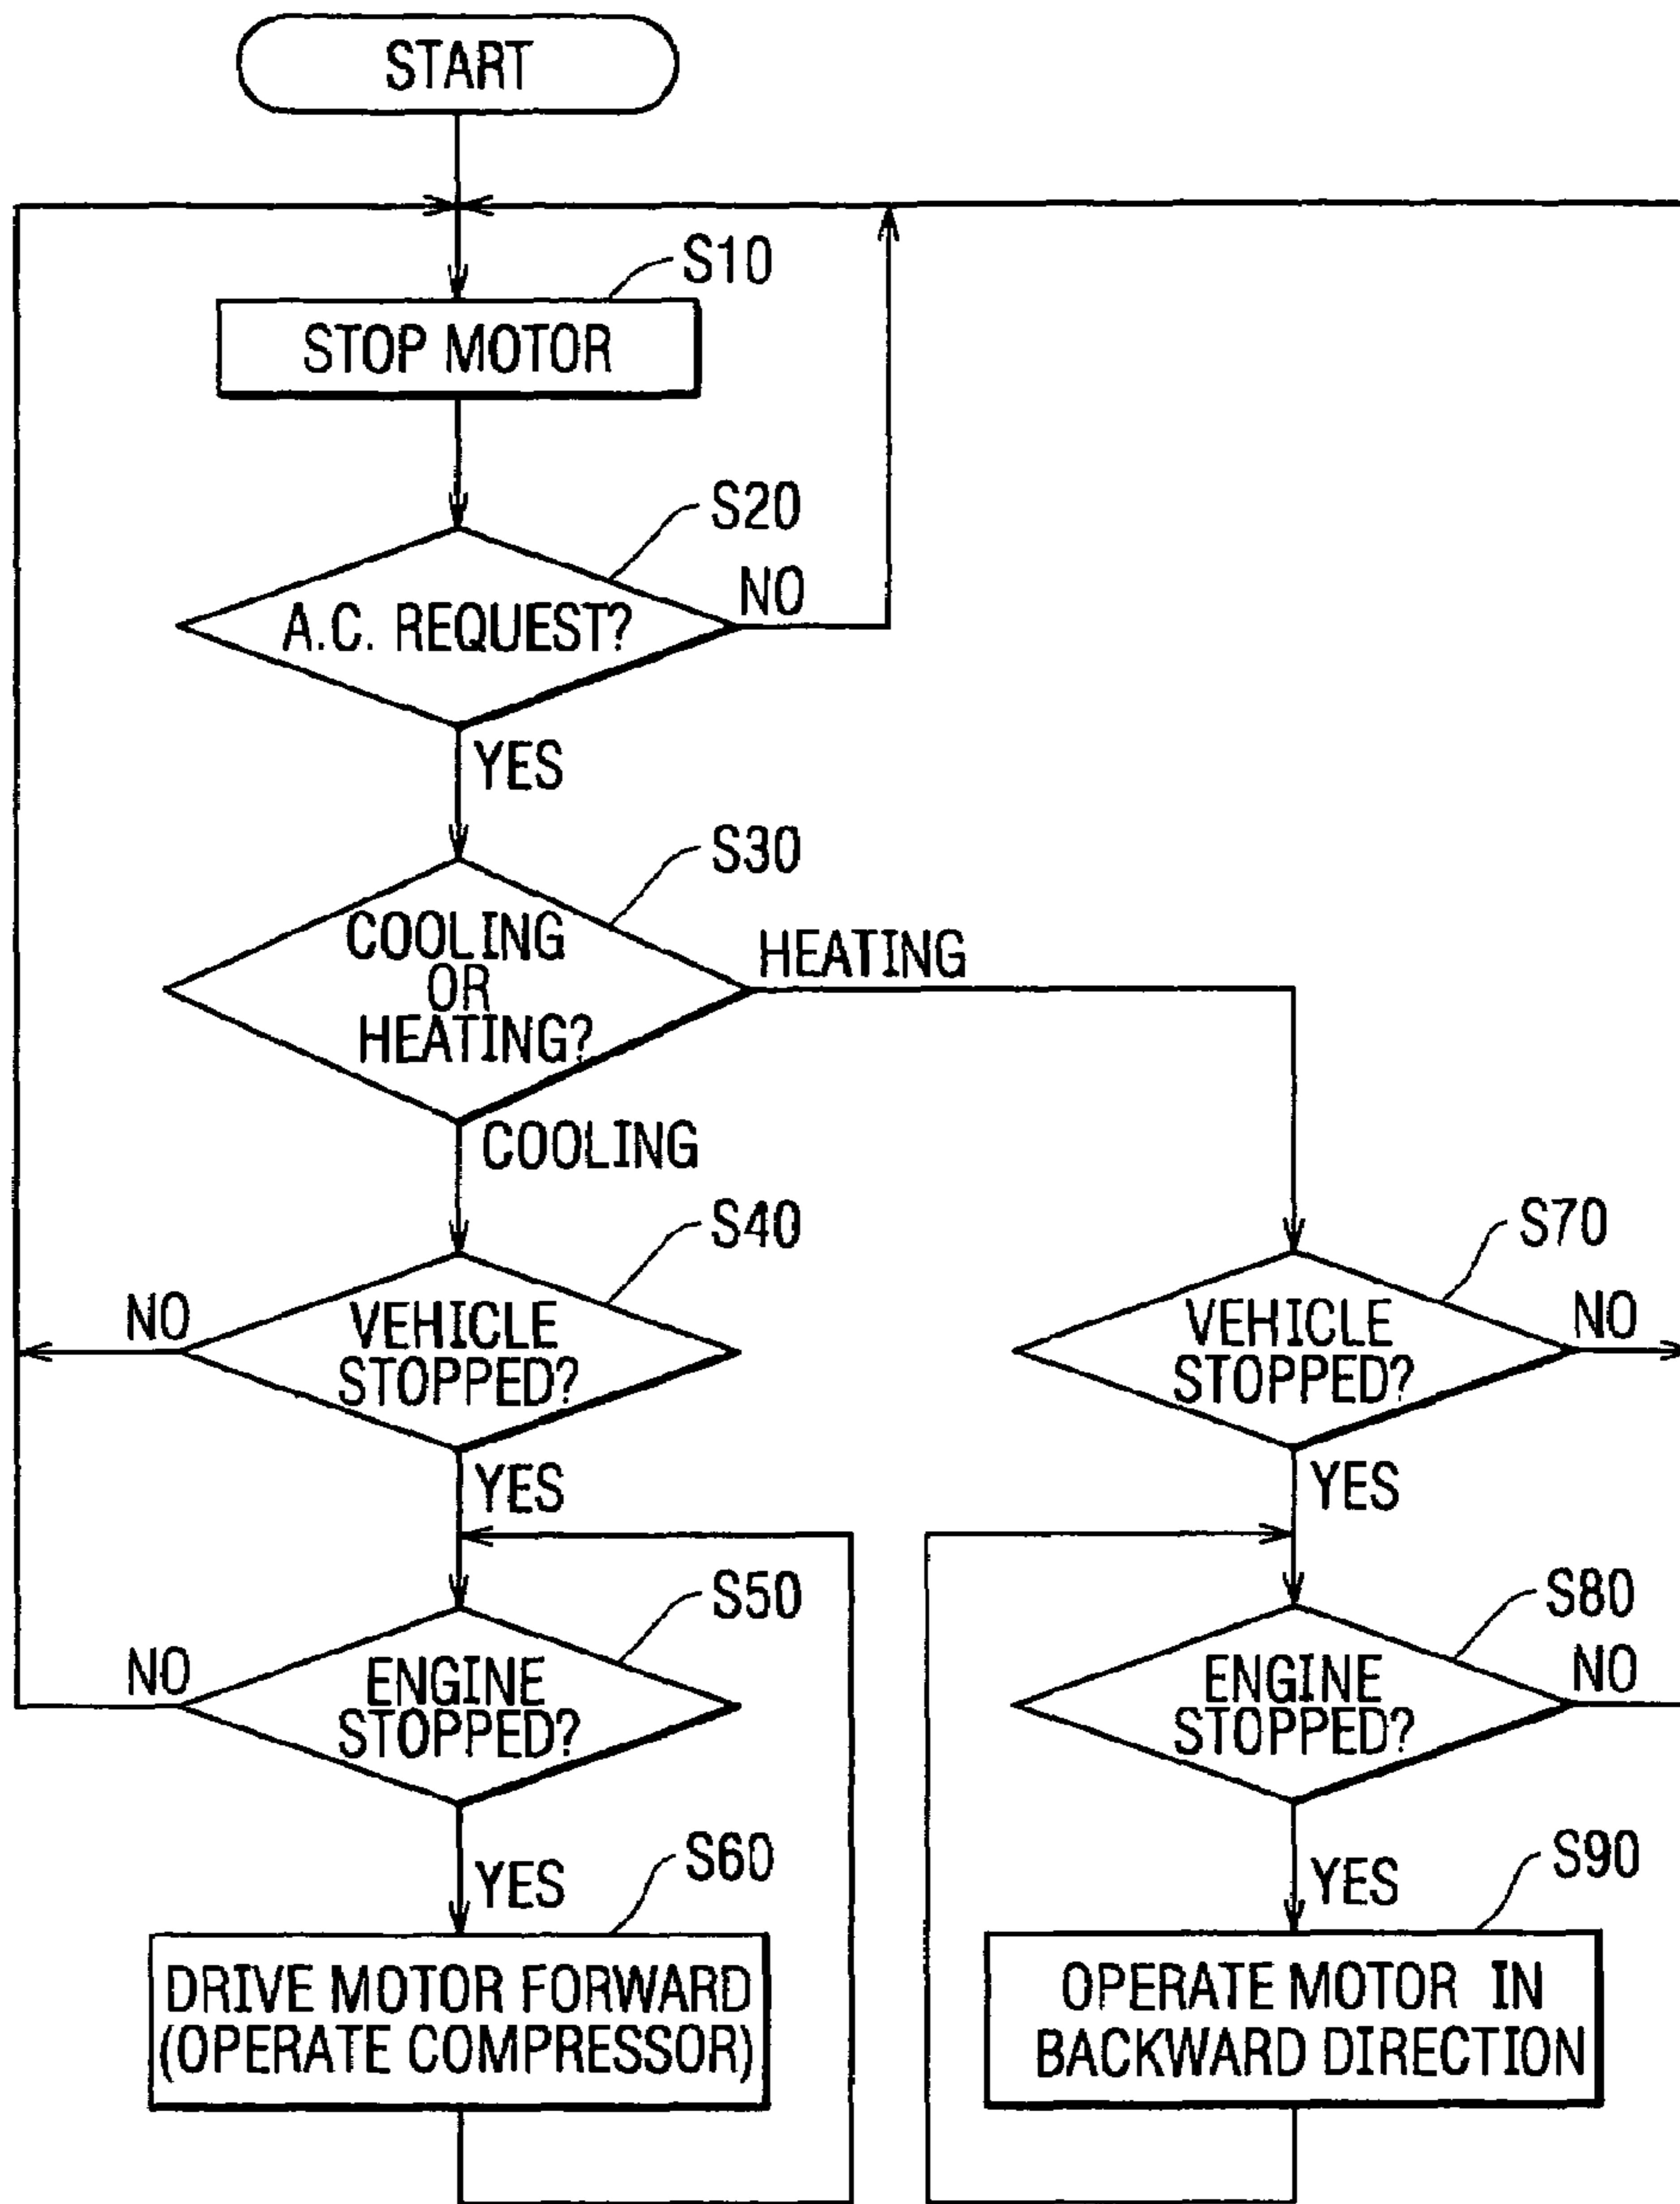 START
S10
STOP MOTOR
S20
A.C. REQUEST?
NO
YES
S30
COOLING
OR
HEATING?
HEATING
COOLING
S40
VEHICLE
STOPPED?
NO
YES
S70
VEHICLE
STOPPED?
NO
YES
S50
ENGINE
STOPPED?
NO
YES
S80
ENGINE
STOPPED?
NO
YES
S60
DRIVE MOTOR FORWARD
(OPERATE COMPRESSOR)
S90
OPERATE MOTOR IN
BACKWARD DIRECTION